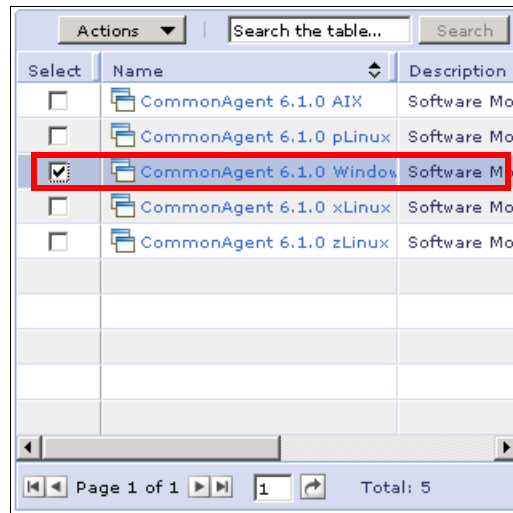 Actions Search the table... Search
Select Name Description
CommonAgent 6.1.0 AIX Software Mo
CommonAgent 6.1.0 pLinux Software Mo
CommonAgent 6.1.0 Window Software M
CommonAgent 6.1.0 xLinux Software Mo
CommonAgent 6.1.0 zLinux Software Mo
Page 1 of 1 1 Total: 5